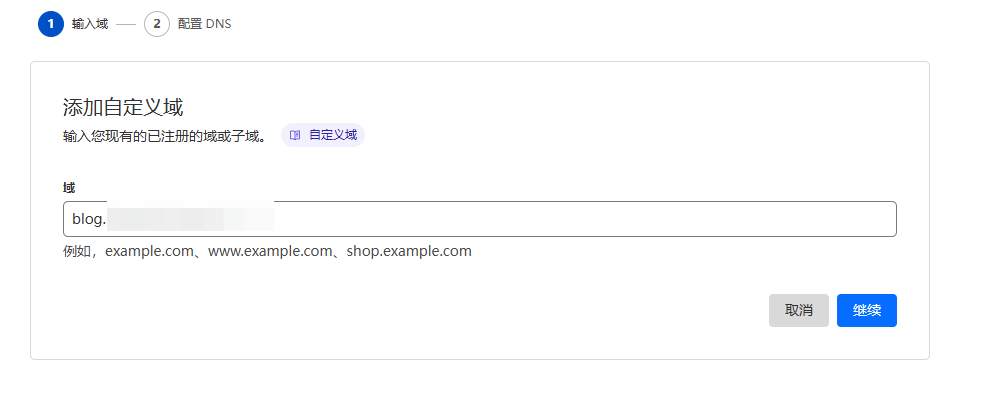 1 输入域 2 配置 DNS
添加自定义域
输入您现有的已注册的域或子域。 自定义域
域
blog.
例如，example.com、www.example.com、shop.example.com
取消 继续